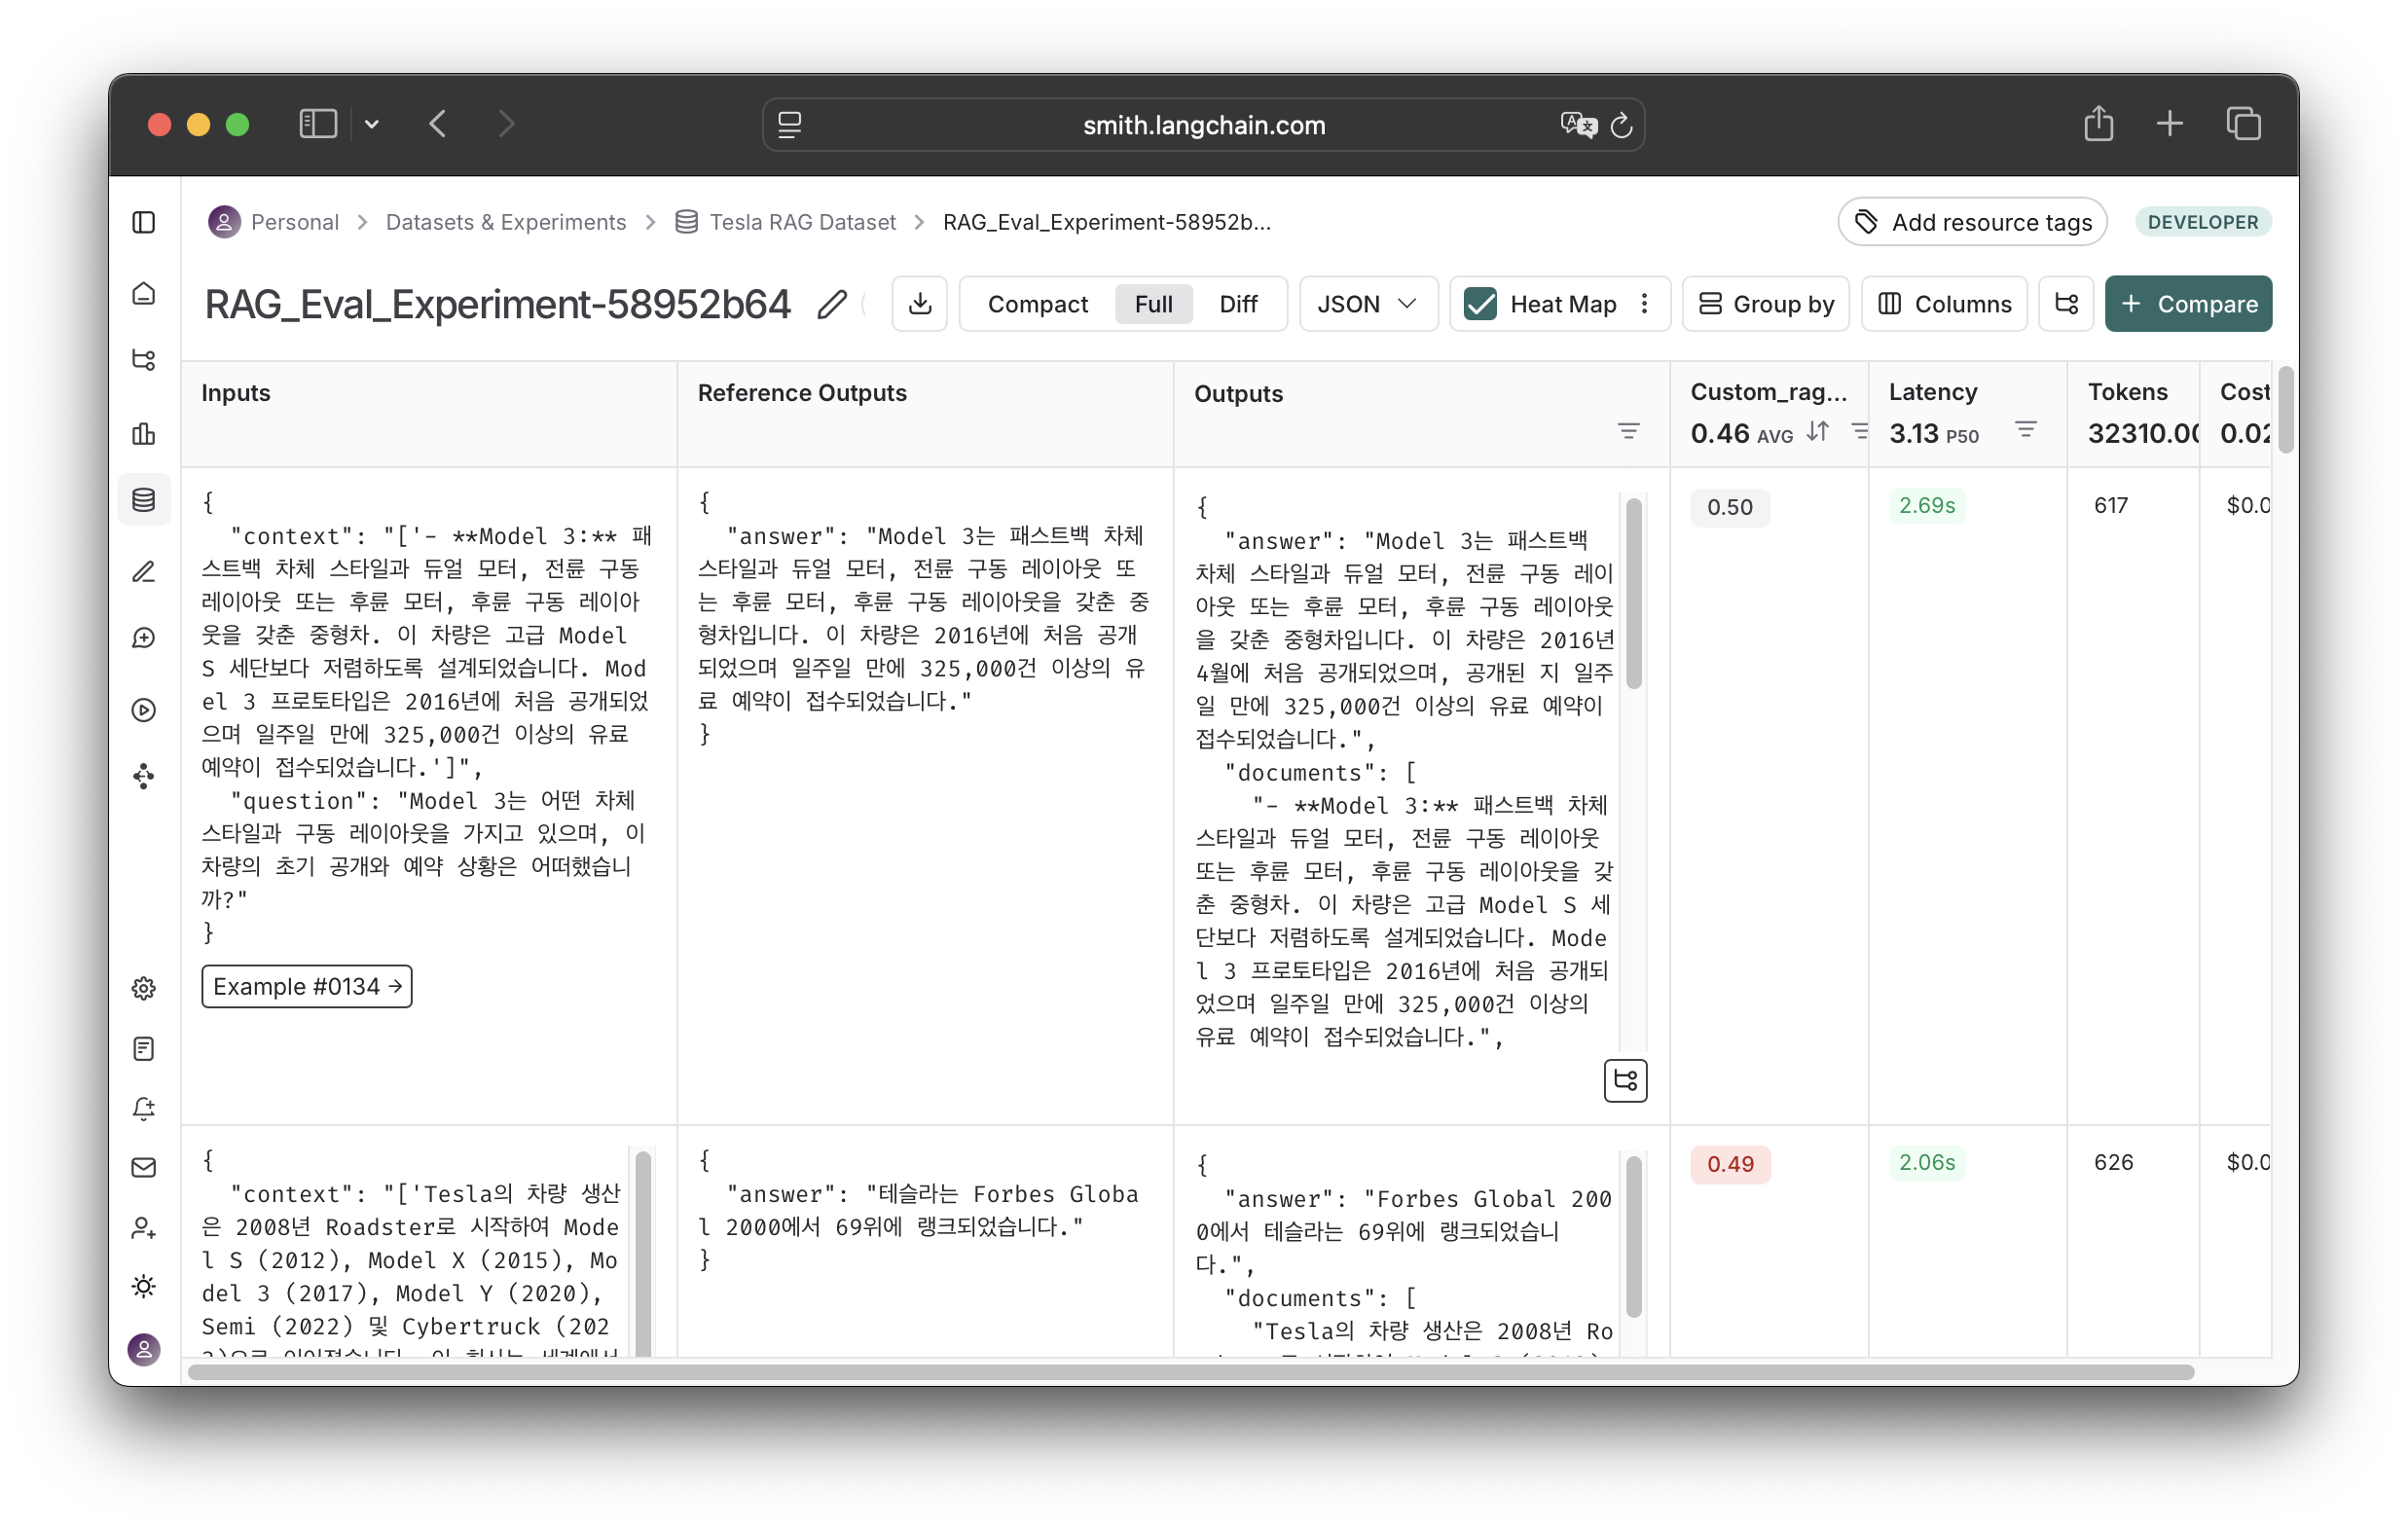 smith.langchain.com
Personal
Datasets & Experiments
Tesla RAG Dataset
RAG_Eval_Experiment-58952b...
Add resource tags
DEVELOPER
RAG_Eval_Experiment-58952b64
Compact
Full
Diff
JSON
Heat Map
Group by
Columns
+ Compare
Inputs
Reference Outputs
Outputs
Custom_rag...
0.46 AVG
Latency
3.13 P50
Tokens
32310.00
Cost
0.02
{
"context": "['- **Model 3:** 패
스트백 차체 스타일과 듀얼 모터, 전륜 구동
레이아웃 또는 후륜 모터, 후륜 구동 레이아
웃을 갖춘 중형차. 이 차량은 고급 Model
S 세단보다 저렴하도록 설계되었습니다. Mod
el 3 프로토타입은 2016년에 처음 공개되었
으며 일주일 만에 325,000건 이상의 유료
예약이 접수되었습니다.']",
"question": "Model 3는 어떤 차체
스타일과 구동 레이아웃을 가지고 있으며, 이
차량의 초기 공개와 예약 상황은 어떠했습니
까?"
}
Example #0134 →
{
"answer": "Model 3는 패스트백 차체
스타일과 듀얼 모터, 전륜 구동 레이아웃 또
는 후륜 모터, 후륜 구동 레이아웃을 갖춘 중
형차입니다. 이 차량은 2016년에 처음 공개
되었으며 일주일 만에 325,000건 이상의 유
료 예약이 접수되었습니다."
}
{
"answer": "Model 3는 패스트백
차체 스타일과 듀얼 모터, 전륜 구동 레이
아웃 또는 후륜 모터, 후륜 구동 레이아웃
을 갖춘 중형차입니다. 이 차량은 2016년
4월에 처음 공개되었으며, 공개된 지 일주
일 만에 325,000건 이상의 유료 예약이
접수되었습니다.",
"documents": [
"- **Model 3:** 패스트백 차체
스타일과 듀얼 모터, 전륜 구동 레이아웃
또는 후륜 모터, 후륜 구동 레이아웃을 갖
춘 중형차. 이 차량은 고급 Model S 세
단보다 저렴하도록 설계되었습니다. Mode
l 3 프로토타입은 2016년에 처음 공개되
었으며 일주일 만에 325,000건 이상의
유료 예약이 접수되었습니다.",
0.50
2.69s
617
$0.0
{
"context": "['Tesla의 차량 생산
은 2008년 Roadster로 시작하여 Mode
l S (2012), Model X (2015), Mo
del 3 (2017), Model Y (2020),
Semi (2022) 및 Cybertruck (202
{
"answer": "테슬라는 Forbes Globa
l 2000에서 69위에 랭크되었습니다."
}
{
"answer": "Forbes Global 200
0에서 테슬라는 69위에 랭크되었습니
다.",
"documents": [
"Tesla의 차량 생산은 2008년 Ro
0.49
2.06s
626
$0.0